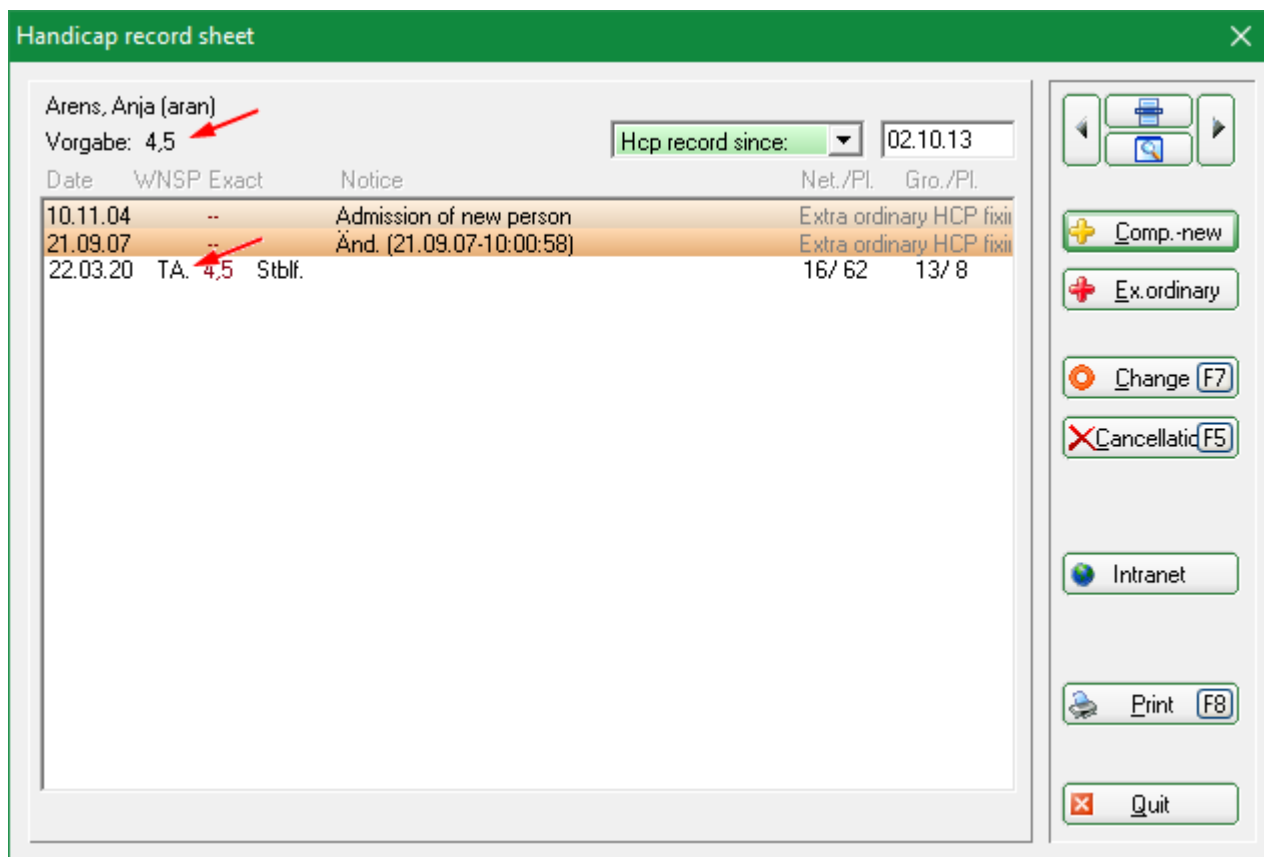 Handicap record sheet
Arens, Anja (aran)
Vorgabe: 4,5
Hcp record since: 02.10.13
Date WNSP Exact Notice Net./Pl. Gro./Pl.
10.11.04 -- Admission of new person Extra ordinary HCP fixii
21.09.07 -- Änd. (21.09.07-10:00:58) Extra ordinary HCP fixii
22.03.20 TA. 4,5 Stblf. 16/ 62 13/ 8
Comp.-new
Ex.ordinary
Change F7
Cancellatic F5
Intranet
Print F8
Quit